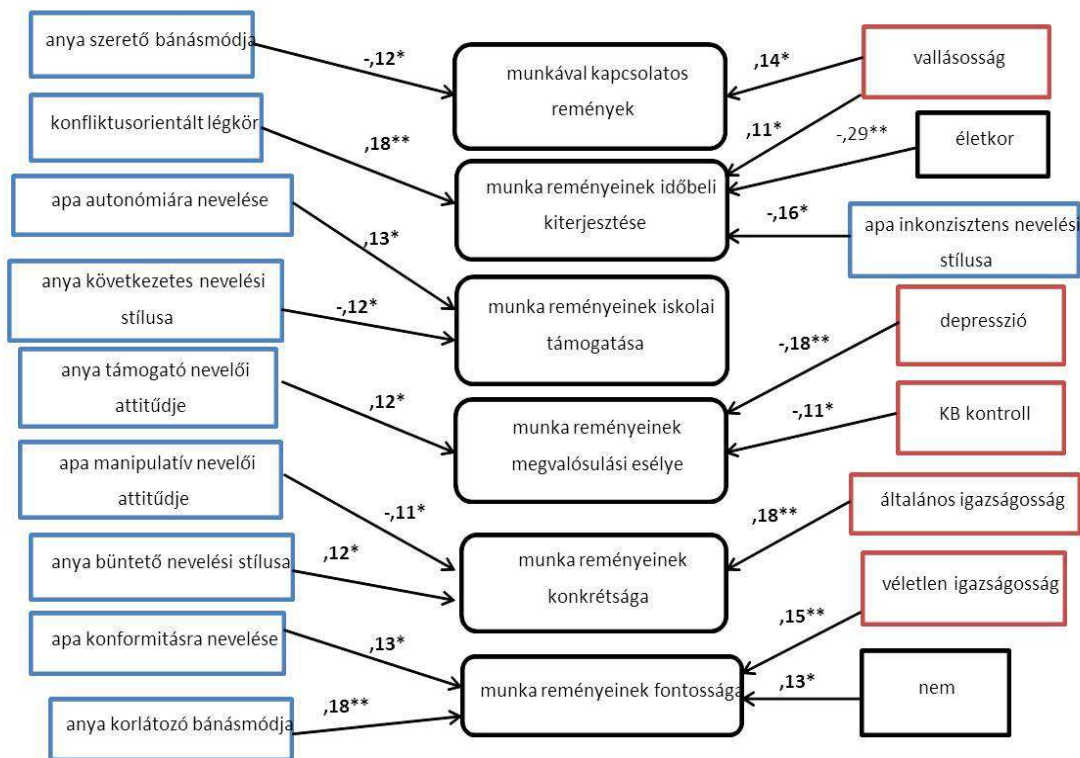 anya szerető bánásmódja
-,12*
munkával kapcsolatos
remények
,14*
vallásosság
konfliktusorientált légkör
,18**
,11*
-,29**
életkor
munka reményeinek időbeli
kiterjesztése
apa autonómiára nevelése
,13*
-,16*
apa inkonzisztens nevelési
stílusa
anya következetes nevelési
stílusa
-,12*
munka reményeinek iskolai
támogatása
depresszió
-,18**
anya támogató nevelői
attitűdje
,12*
munka reményeinek
megvalósulási esélye
-,11*
KB kontroll
apa manipulatív nevelői
attitűdje
-,11*
általános igazságosság
,18**
anya büntető nevelési stílusa
,12*
munka reményeinek
konkrétsága
véletlen igazságosság
,15**
apa konformitásra nevelése
,13*
munka reményeinek fontossága
,13*
nem
anya korlátozó bánásmódja
,18**